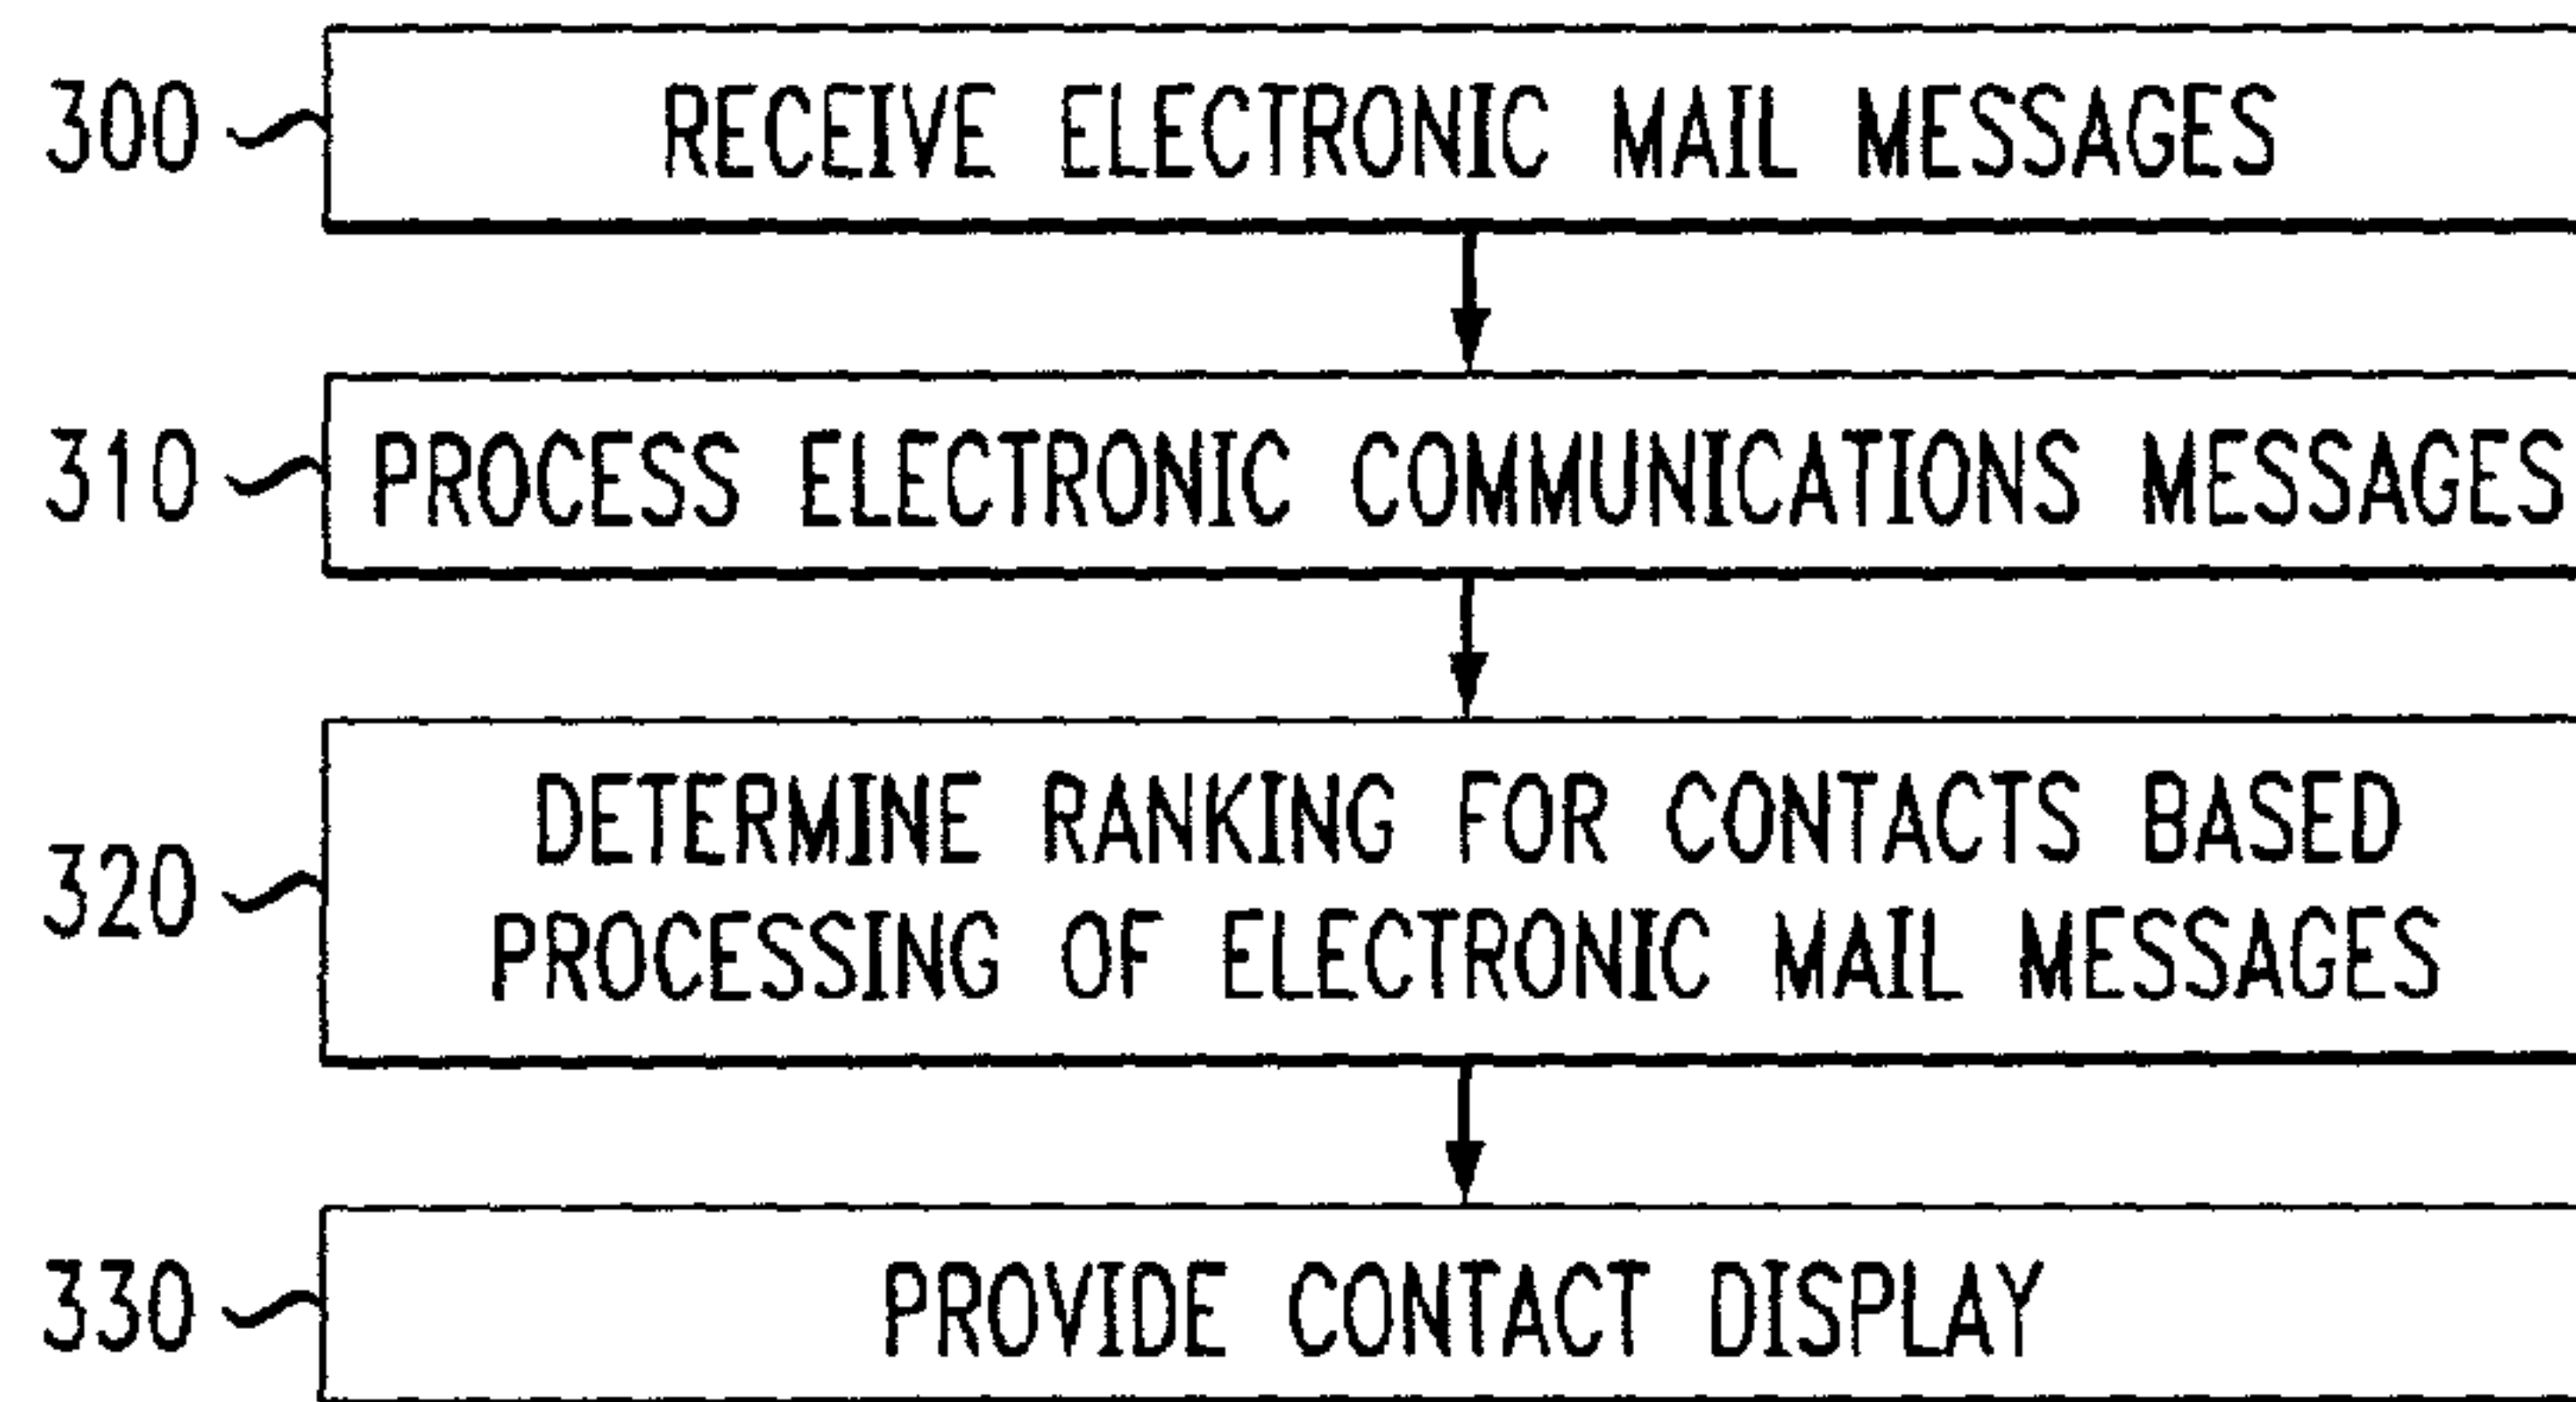 300 RECEIVE ELECTRONIC MAIL MESSAGES
310 PROCESS ELECTRONIC COMMUNICATIONS MESSAGES
320 DETERMINE RANKING FOR CONTACTS BASED
PROCESSING OF ELECTRONIC MAIL MESSAGES
330 PROVIDE CONTACT DISPLAY